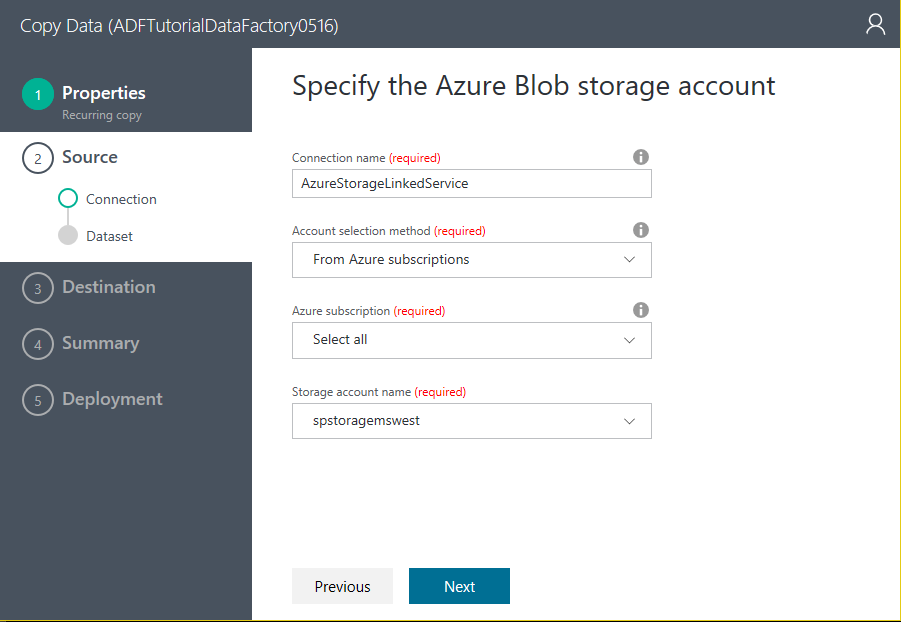 Copy Data (ADFTutorialDataFactory0516)
1 Properties
Recurring copy
2 Source
Connection
Dataset
3 Destination
4 Summary
5 Deployment
Specify the Azure Blob storage account
Connection name (required)
AzureStorageLinkedService
Account selection method (required)
From Azure subscriptions
Azure subscription (required)
Select all
Storage account name (required)
spstoragemswest
Previous Next